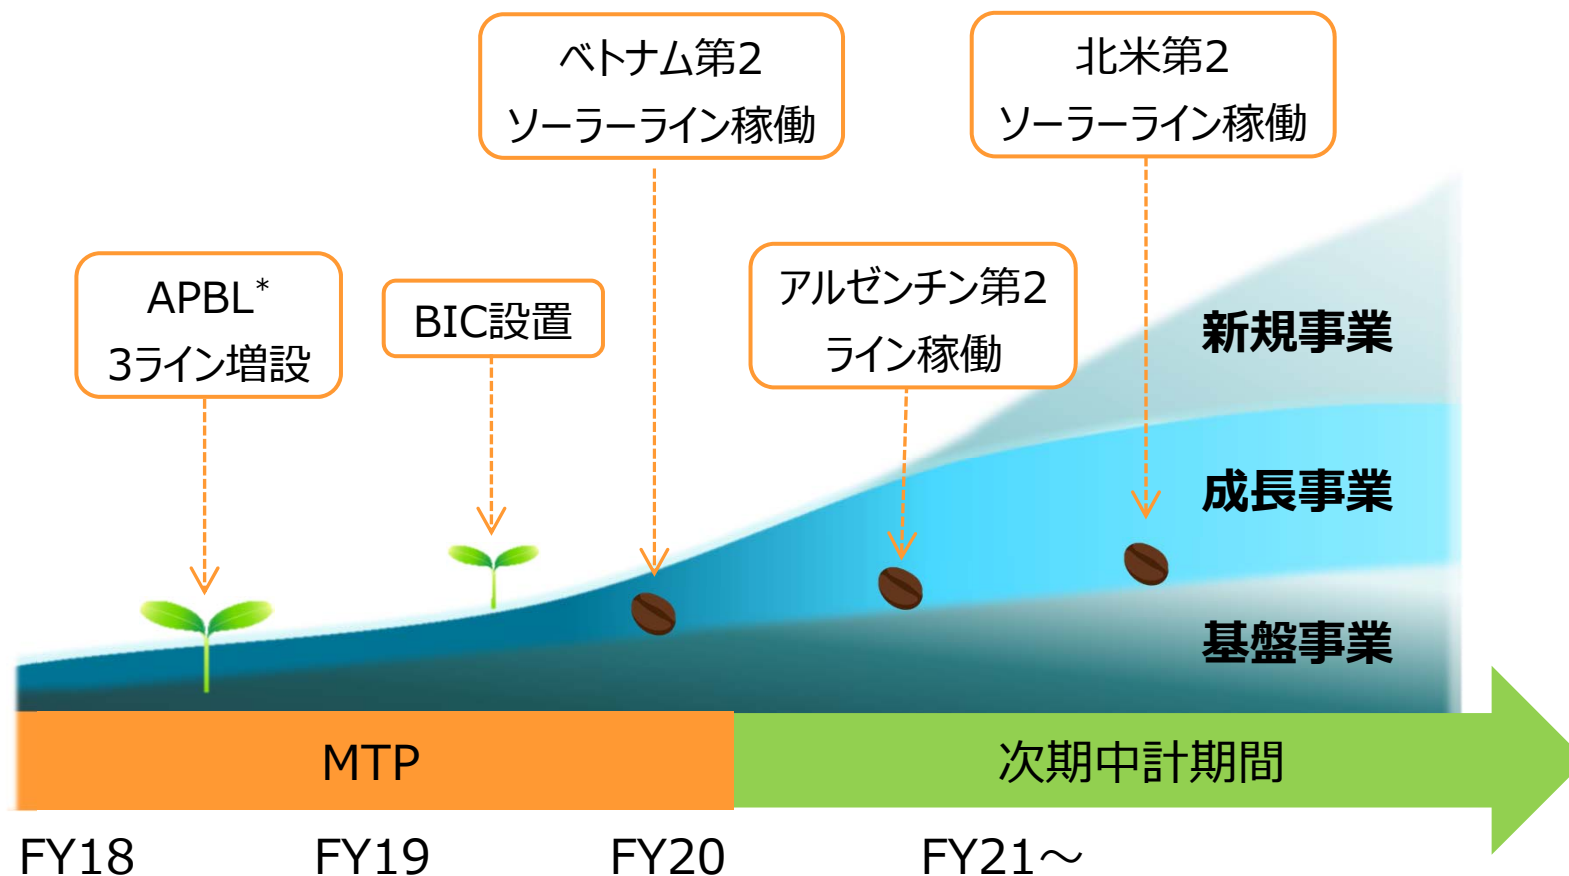 ベトナム第2
ソーラーライン稼働
北米第2
ソーラーライン稼働
APBL*
3ライン増設
BIC設置
アルゼンチン第2
ライン稼働
新規事業
成長事業
基盤事業
MTP
次期中計期間
FY18
FY19
FY20
FY21～